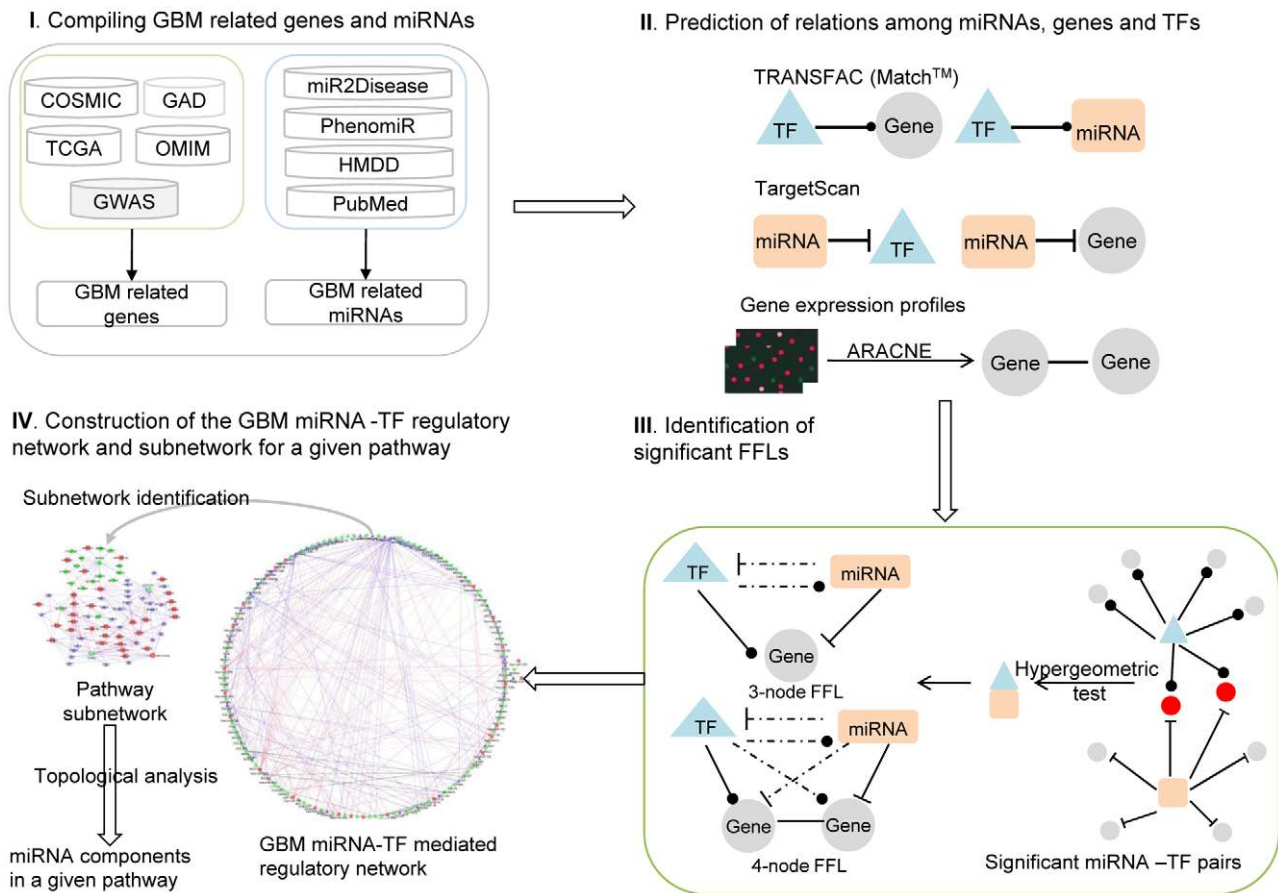 I. Compiling GBM related genes and miRNAs
COSMIC
GAD
TCGA
OMIM
GWAS
miR2Disease
PhenomiR
HMDD
PubMed
GBM related
genes
GBM related
miRNAs
II. Prediction of relations among miRNAs, genes and TFs
TRANSFAC (Match™)
TF
Gene
TF
miRNA
TargetScan
miRNA
TF
miRNA
Gene
Gene expression profiles
ARACNE
Gene
Gene
III. Identification of
significant FFLs
TF
miRNA
Gene
3-node FFL
TF
miRNA
Gene
Gene
4-node FFL
Hypergeometric
test
Significant miRNA –TF pairs
IV. Construction of the GBM miRNA -TF regulatory
network and subnetwork for a given pathway
Subnetwork identification
Pathway
subnetwork
Topological analysis
miRNA components
in a given pathway
GBM miRNA-TF mediated
regulatory network